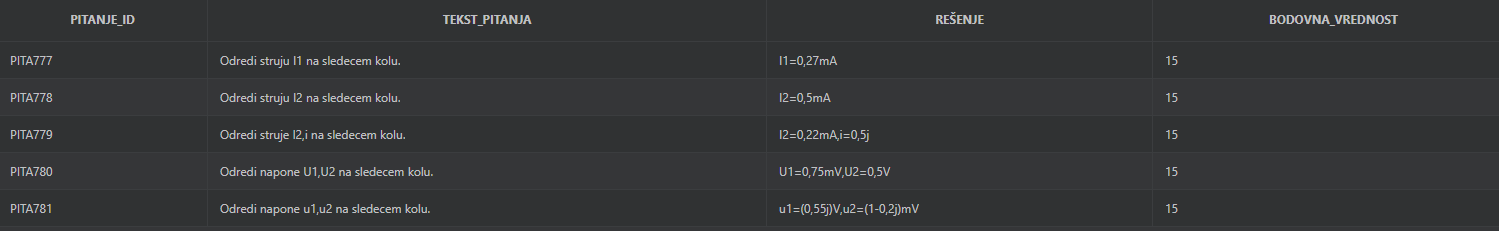 PITANJE_ID TEKST_PITANJA REŠENJE BODOVNA_VREDNOST
PITA777 Odredi struju I1 na sledecem kolu. I1=0,27mA 15
PITA778 Odredi struju I2 na sledecem kolu. I2=0,5mA 15
PITA779 Odredi struje I2,i na sledecem kolu. I2=0,22mA,i=0,5j 15
PITA780 Odredi napone U1,U2 na sledecem kolu. U1=0,75mV,U2=0,5V 15
PITA781 Odredi napone u1,u2 na sledecem kolu. u1=(0,55j)V,u2=(1-0,2j)mV 15